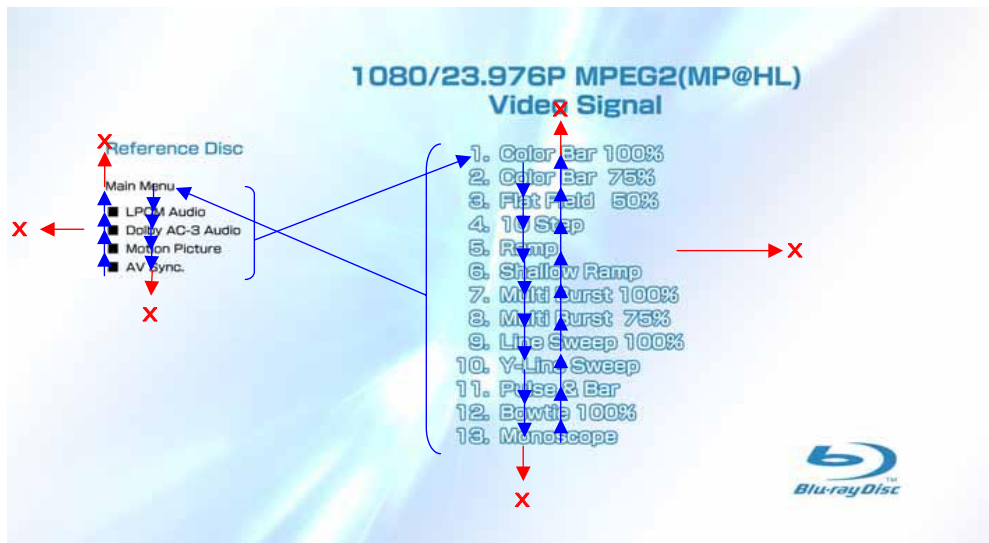 1080/23.976P MPEG2(MP@HL)
Video Signal
X
X
Reference Disc
Main Menu
■ LPCM Audio
■ Dolby AC-3 Audio
■ Motion Picture
■ AV Sync.
X
X
1. Color Bar 100%
2. Color Bar 75%
3. Flat Field 50%
4. 10 Step
5. Ramp
6. Shallow Ramp
7. Multi Burst 100%
8. Multi Burst 75%
9. Line Sweep 100%
10. Y-Line Sweep
11. Pulse & Bar
12. Bowtie 100%
13. Monoscope
X
X
Blu-ray Disc™